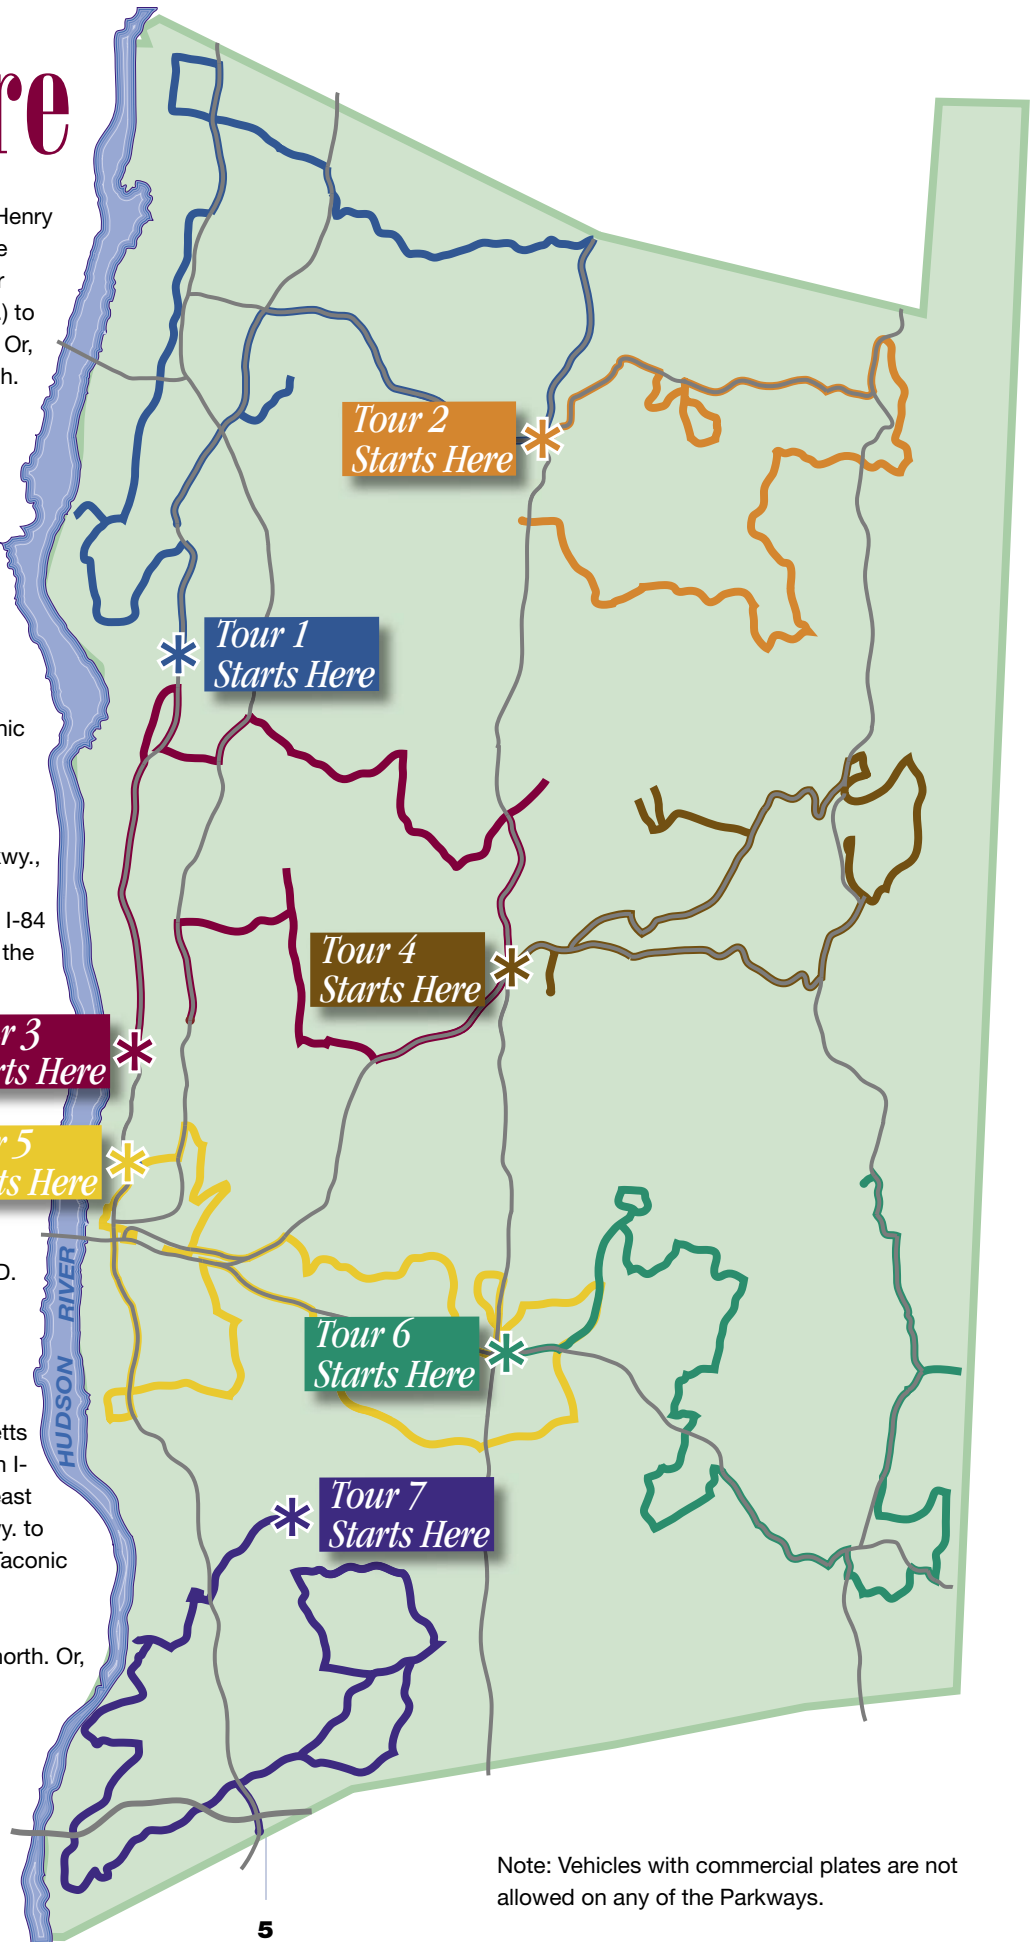 re
Henry
e
r
.) to
Or,
h.
nic
wy.,
I-84
the
D.
etts
n I-
east
y. to
Taconic
north. Or,
Tour 2
Starts Here
Tour 1
Starts Here
Tour 4
Starts Here
r 3
rts Here
r 5
ts Here
Tour 6
Starts Here
Tour 7
Starts Here
HUDSON RIVER
Note: Vehicles with commercial plates are not
allowed on any of the Parkways.
5